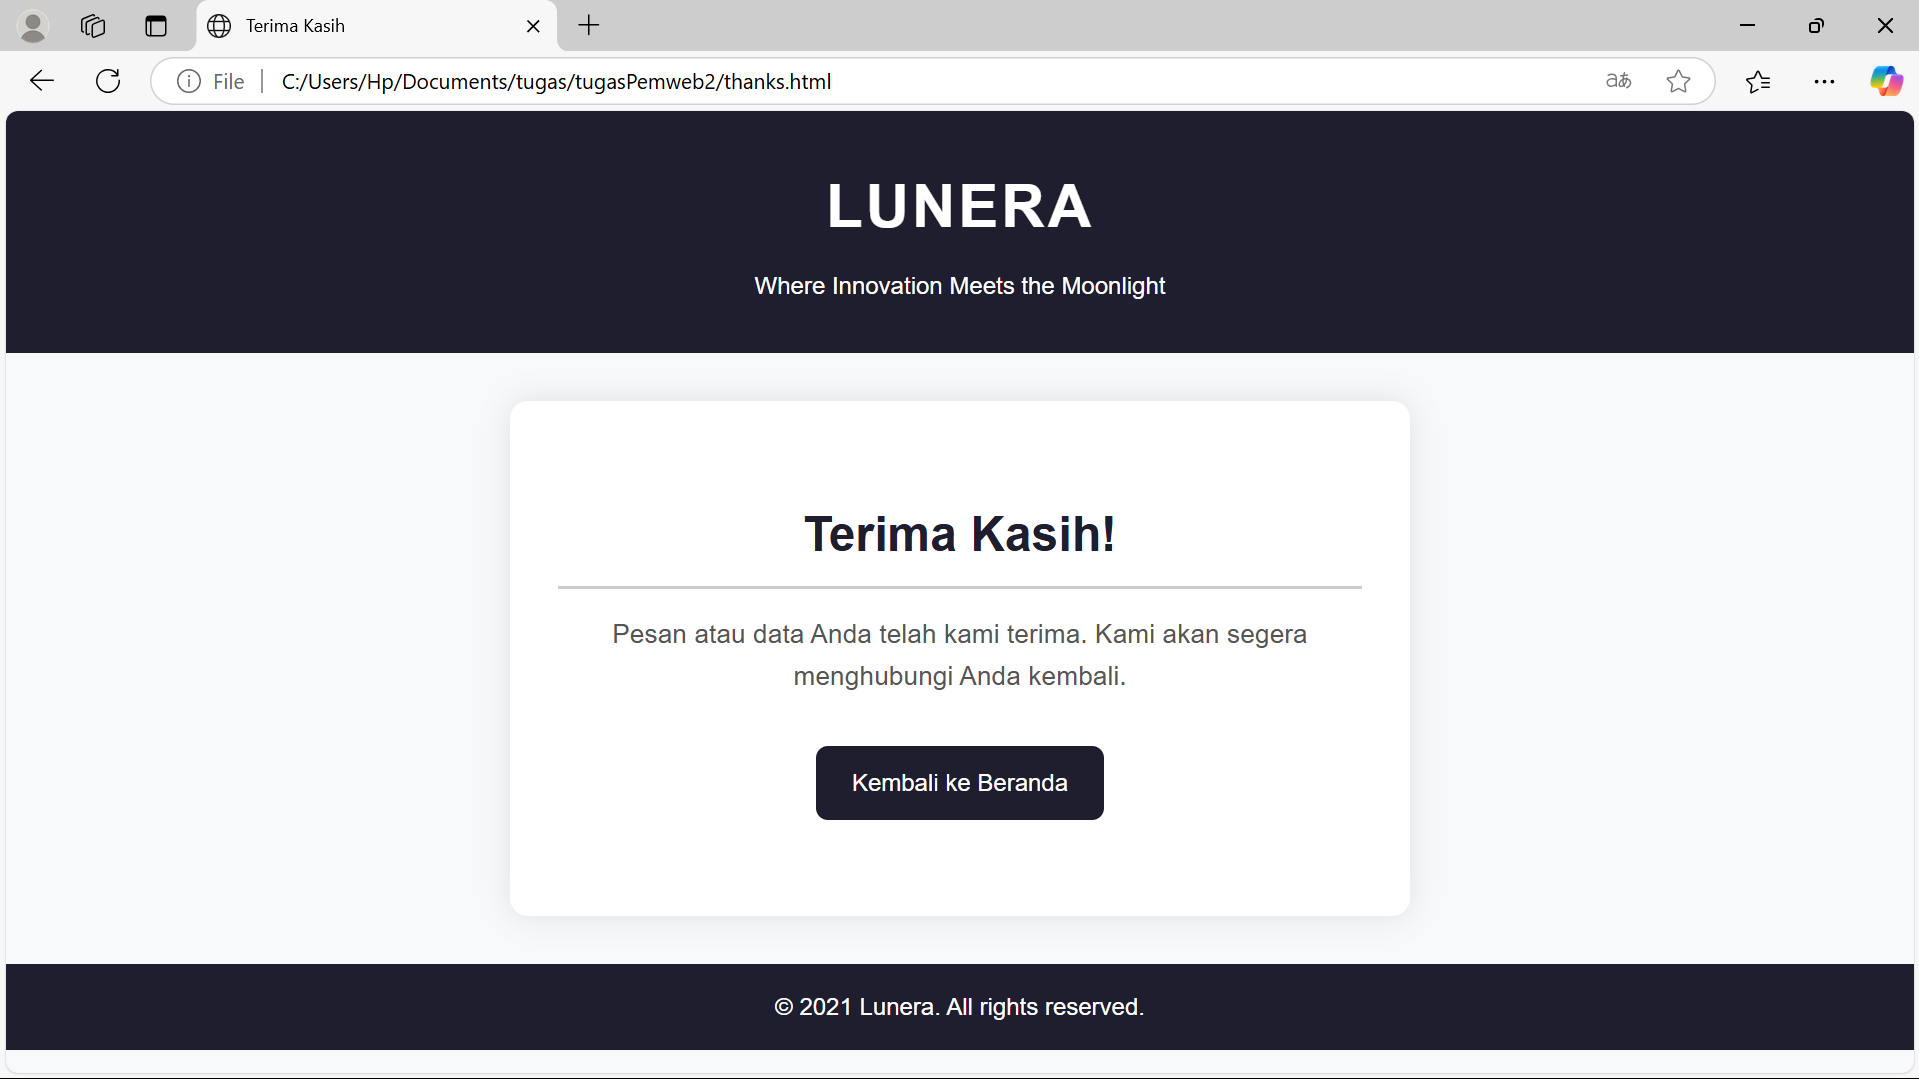 Terima Kasih
File
C:/Users/Hp/Documents/tugas/tugasPemweb2/thanks.html
aあ
LUNERA
Where Innovation Meets the Moonlight
Terima Kasih!
Pesan atau data Anda telah kami terima. Kami akan segera
menghubungi Anda kembali.
Kembali ke Beranda
© 2021 Lunera. All rights reserved.